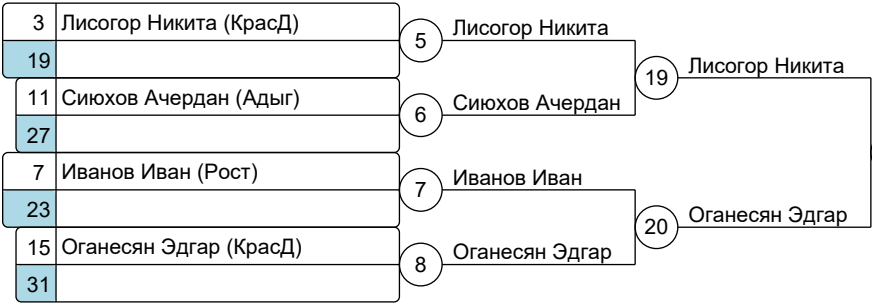 3 Лисогор Никита (КрасД)
19
5 Лисогор Никита
11 Сиюхов Ачердан (Адыг)
27
6 Сиюхов Ачердан
19 Лисогор Никита
7 Иванов Иван (Рост)
23
7 Иванов Иван
15 Оганесян Эдгар (КрасД)
31
8 Оганесян Эдгар
20 Оганесян Эдгар